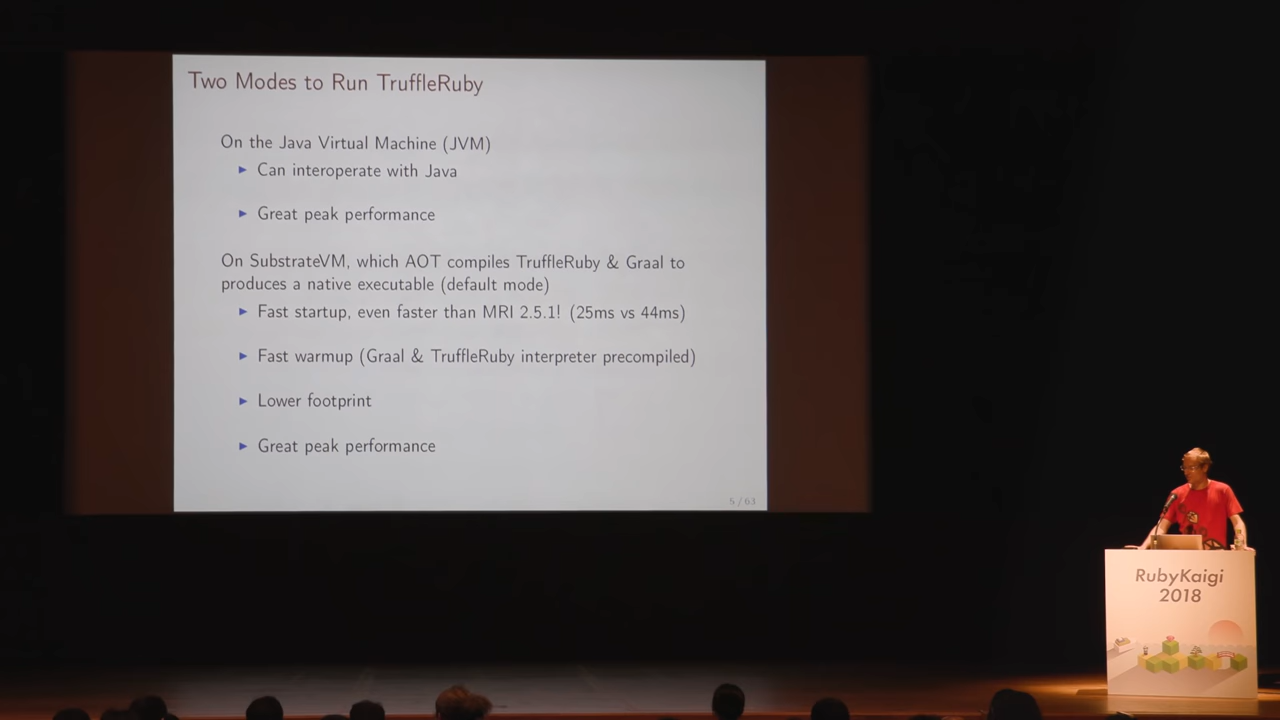 Two Modes to Run TruffleRuby
On the Java Virtual Machine (JVM)
▶ Can interoperate with Java
▶ Great peak performance
On SubstrateVM, which AOT compiles TruffleRuby & Graal to
produces a native executable (default mode)
▶ Fast startup, even faster than MRI 2.5.1! (25ms vs 44ms)
▶ Fast warmup (Graal & TruffleRuby interpreter precompiled)
▶ Lower footprint
▶ Great peak performance
5 / 63
RubyKaigi
2018